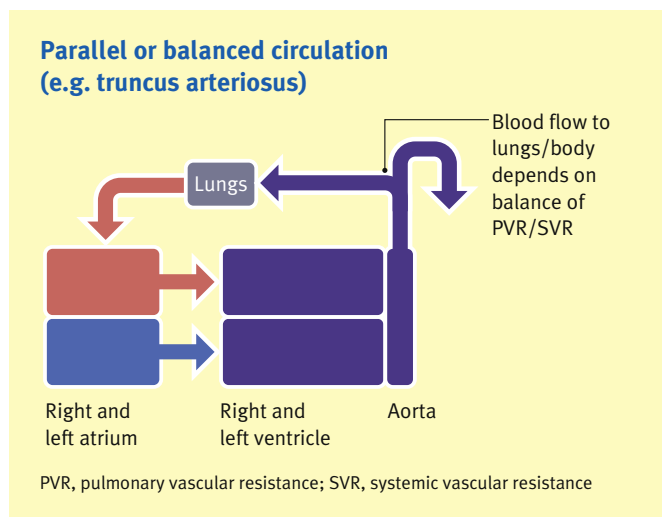 Parallel or balanced circulation
(e.g. truncus arteriosus)
Blood flow to
lungs/body
depends on
balance of
PVR/SVR
Lungs
Right and
left atrium
Right and
left ventricle
Aorta
PVR, pulmonary vascular resistance; SVR, systemic vascular resistance